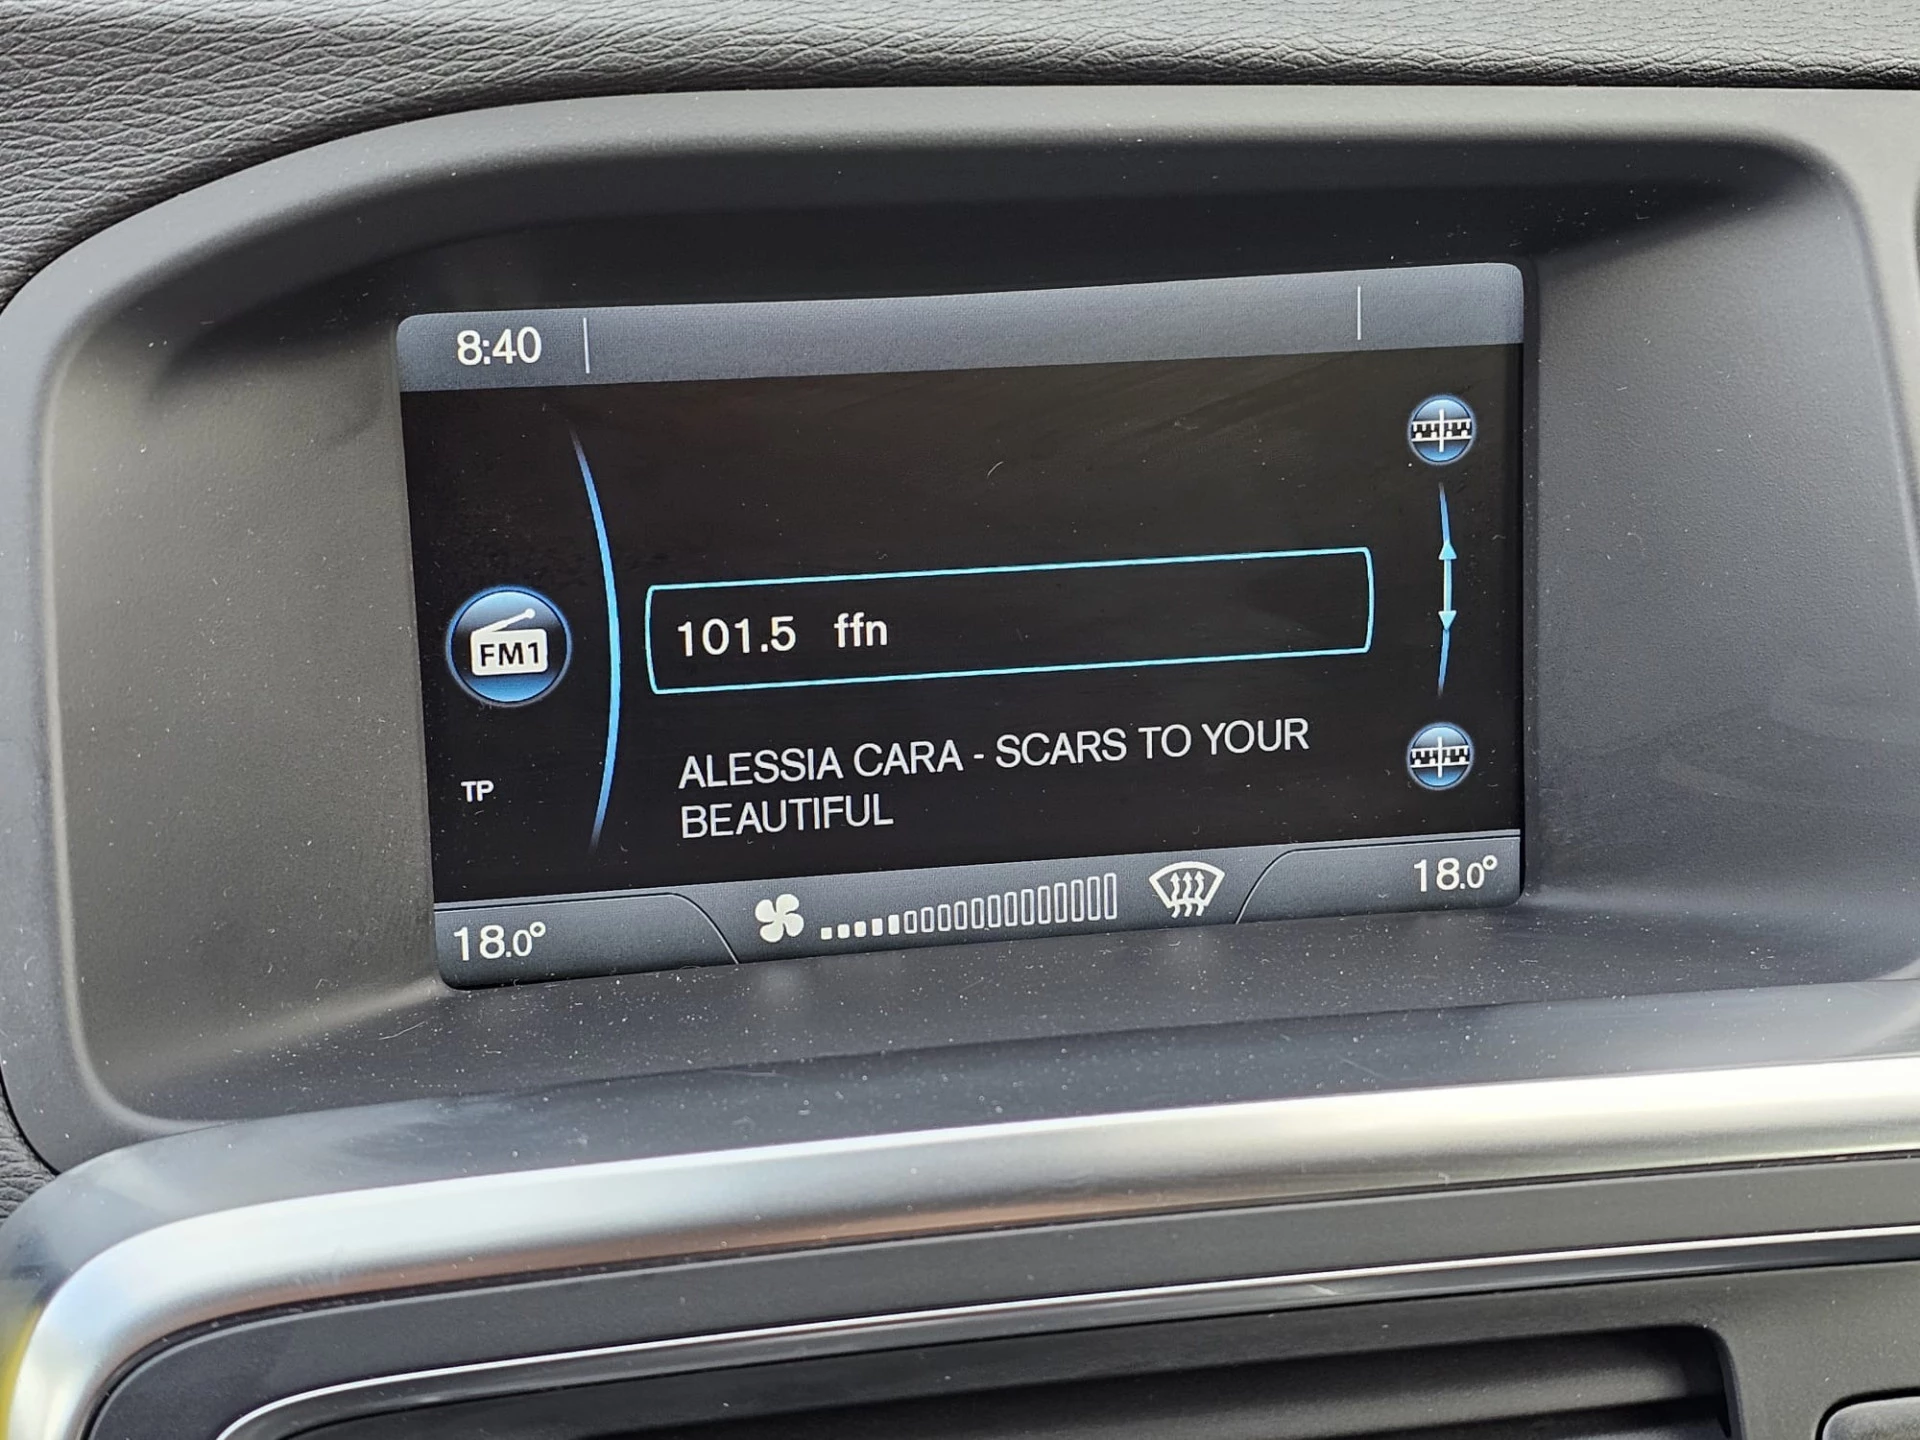 8:40
101.5 ffn
FM1
ALESSIA CARA - SCARS TO YOUR
BEAUTIFUL
TP
18.0°
18.0°